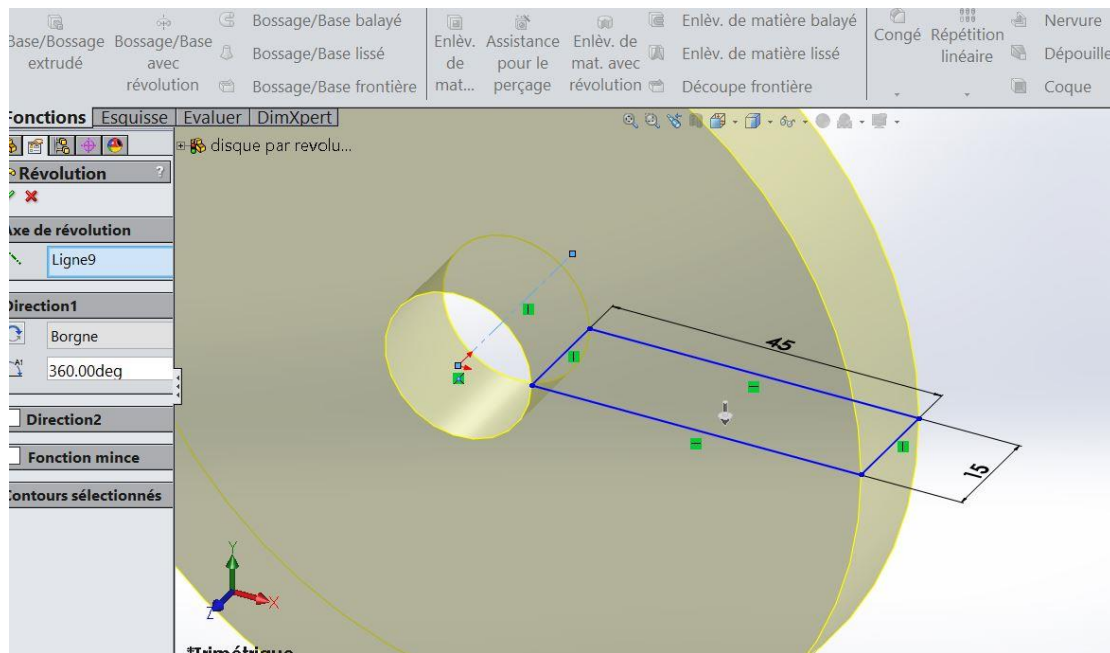 Base/Bossage extrudé
Bossage/Base avec révolution
Bossage/Base balayé
Bossage/Base lissé
Bossage/Base frontière
Enlèv. de mat...
Assistance pour le perçage
Enlèv. de mat. avec révolution
Enlèv. de matière balayé
Enlèv. de matière lissé
Découpe frontière
Congé
Répétition linéaire
Nervure
Dépouille
Coque
Fonctions Esquisse Evaluer DimXpert
disque par revolu...
Révolution ?
Axe de révolution
Ligne9
Direction1
Borgne
A1
360.00deg
Direction2
Fonction mince
Contours sélectionnés
45
15
Y
X
Z
*Trimétrique